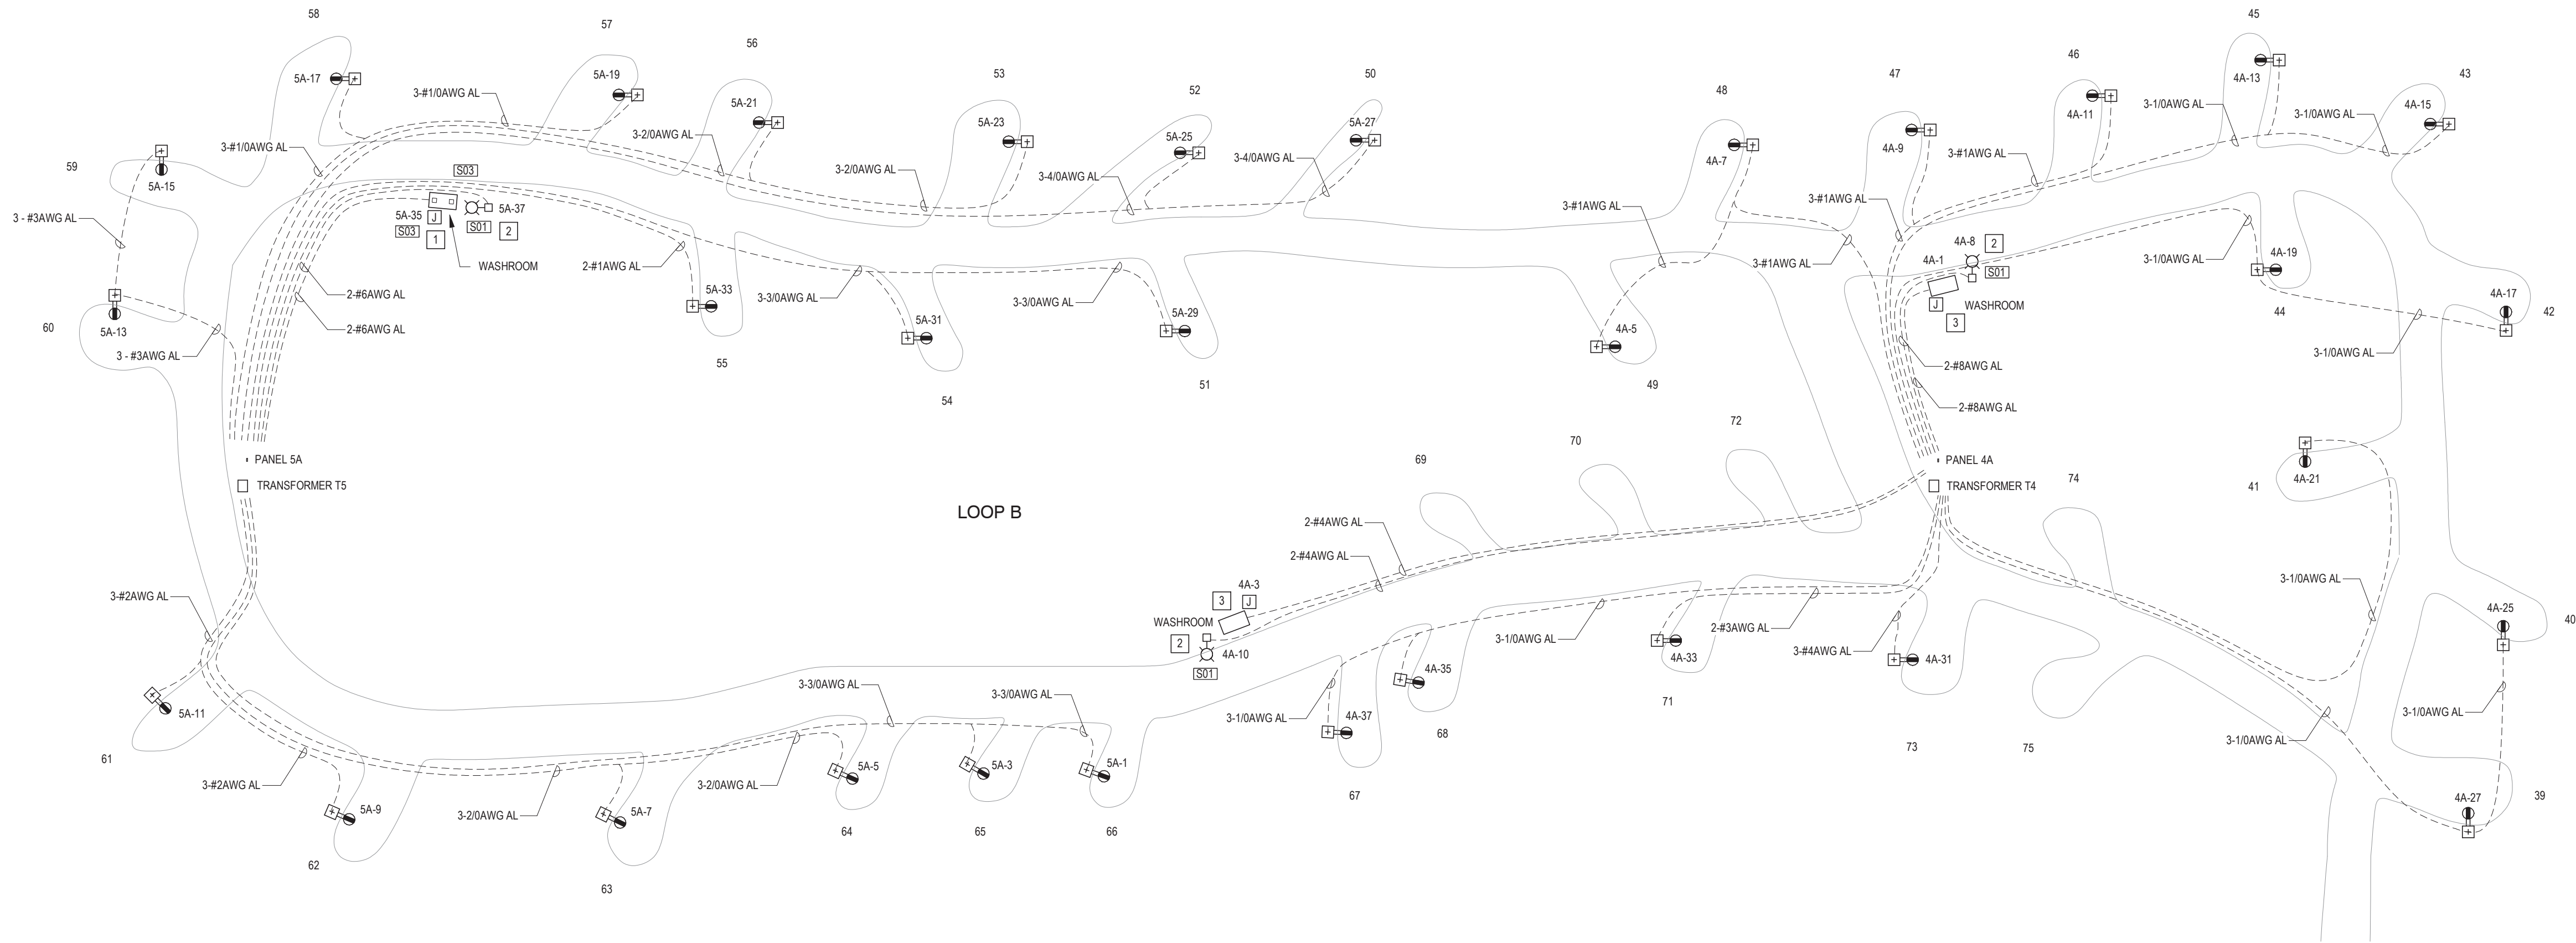 58
57
56
45
53
52
50
48
47
46
43
5A-17
3-#1/0AWG AL
5A-19
5A-21
4A-13
3-1/0AWG AL
4A-15
3-1/0AWG AL
4A-11
5A-23
5A-25
5A-27
4A-7
4A-9
3-2/0AWG AL
3-#1/0AWG AL
3-4/0AWG AL
3-#1AWG AL
59
5A-15
S03
3-2/0AWG AL
3-4/0AWG AL
3-#1AWG AL
3-#1AWG AL
3 - #3AWG AL
5A-35
J
S03
1
5A-37
S01
2
WASHROOM
2-#1AWG AL
3-#1AWG AL
4A-8
2
4A-1
S01
J
WASHROOM
3
3-1/0AWG AL
4A-19
4A-17
2-#6AWG AL
5A-33
3-3/0AWG AL
3-3/0AWG AL
44
42
60
5A-13
2-#6AWG AL
5A-31
5A-29
4A-5
3 - #3AWG AL
3-1/0AWG AL
55
54
51
49
2-#8AWG AL
2-#8AWG AL
72
70
69
PANEL 5A
TRANSFORMER T5
PANEL 4A
TRANSFORMER T4
74
41
4A-21
LOOP B
2-#4AWG AL
2-#4AWG AL
3-#2AWG AL
3
4A-3
J
WASHROOM
2
4A-10
S01
3-1/0AWG AL
2-#3AWG AL
3-#4AWG AL
4A-33
4A-35
4A-31
3-1/0AWG AL
4A-25
40
3-1/0AWG AL
3-1/0AWG AL
5A-11
61
3-3/0AWG AL
3-3/0AWG AL
3-1/0AWG AL
4A-37
71
68
73
75
3-#2AWG AL
5A-9
3-2/0AWG AL
5A-7
3-2/0AWG AL
5A-5
5A-3
5A-1
67
4A-27
39
62
63
64
65
66